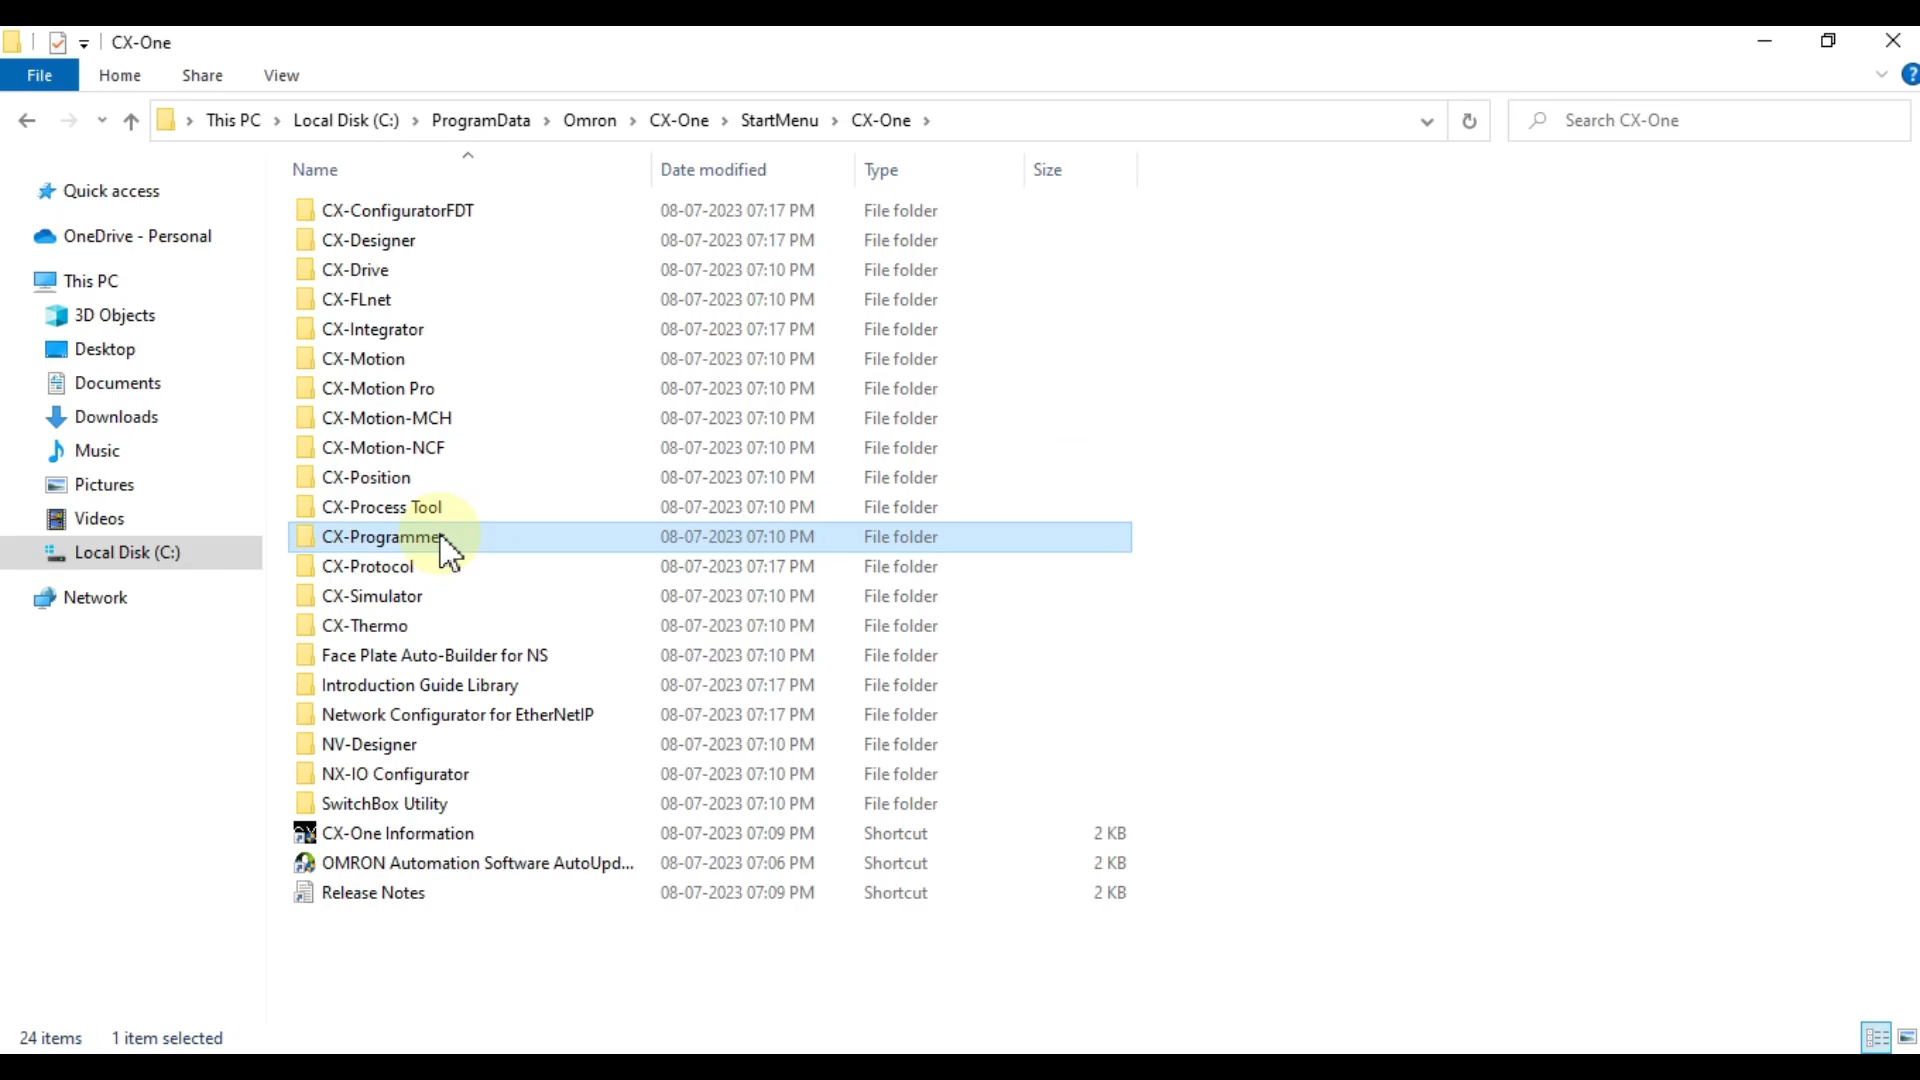 CX-One
File Home Share View
This PC Local Disk (C:) ProgramData Omron CX-One StartMenu CX-One Search CX-One
Name Date modified Type Size
Quick access
OneDrive - Personal
This PC
3D Objects
Desktop
Documents
Downloads
Music
Pictures
Videos
Local Disk (C:)
Network
CX-ConfiguratorFDT 08-07-2023 07:17 PM File folder
CX-Designer 08-07-2023 07:17 PM File folder
CX-Drive 08-07-2023 07:10 PM File folder
CX-FLnet 08-07-2023 07:10 PM File folder
CX-Integrator 08-07-2023 07:17 PM File folder
CX-Motion 08-07-2023 07:10 PM File folder
CX-Motion Pro 08-07-2023 07:10 PM File folder
CX-Motion-MCH 08-07-2023 07:10 PM File folder
CX-Motion-NCF 08-07-2023 07:10 PM File folder
CX-Position 08-07-2023 07:10 PM File folder
CX-Process Tool 08-07-2023 07:10 PM File folder
CX-Programmer 08-07-2023 07:10 PM File folder
CX-Protocol 08-07-2023 07:17 PM File folder
CX-Simulator 08-07-2023 07:10 PM File folder
CX-Thermo 08-07-2023 07:10 PM File folder
Face Plate Auto-Builder for NS 08-07-2023 07:10 PM File folder
Introduction Guide Library 08-07-2023 07:17 PM File folder
Network Configurator for EtherNetIP 08-07-2023 07:17 PM File folder
NV-Designer 08-07-2023 07:10 PM File folder
NX-IO Configurator 08-07-2023 07:10 PM File folder
SwitchBox Utility 08-07-2023 07:10 PM File folder
CX-One Information 08-07-2023 07:09 PM Shortcut 2 KB
OMRON Automation Software AutoUpd... 08-07-2023 07:06 PM Shortcut 2 KB
Release Notes 08-07-2023 07:09 PM Shortcut 2 KB
24 items 1 item selected